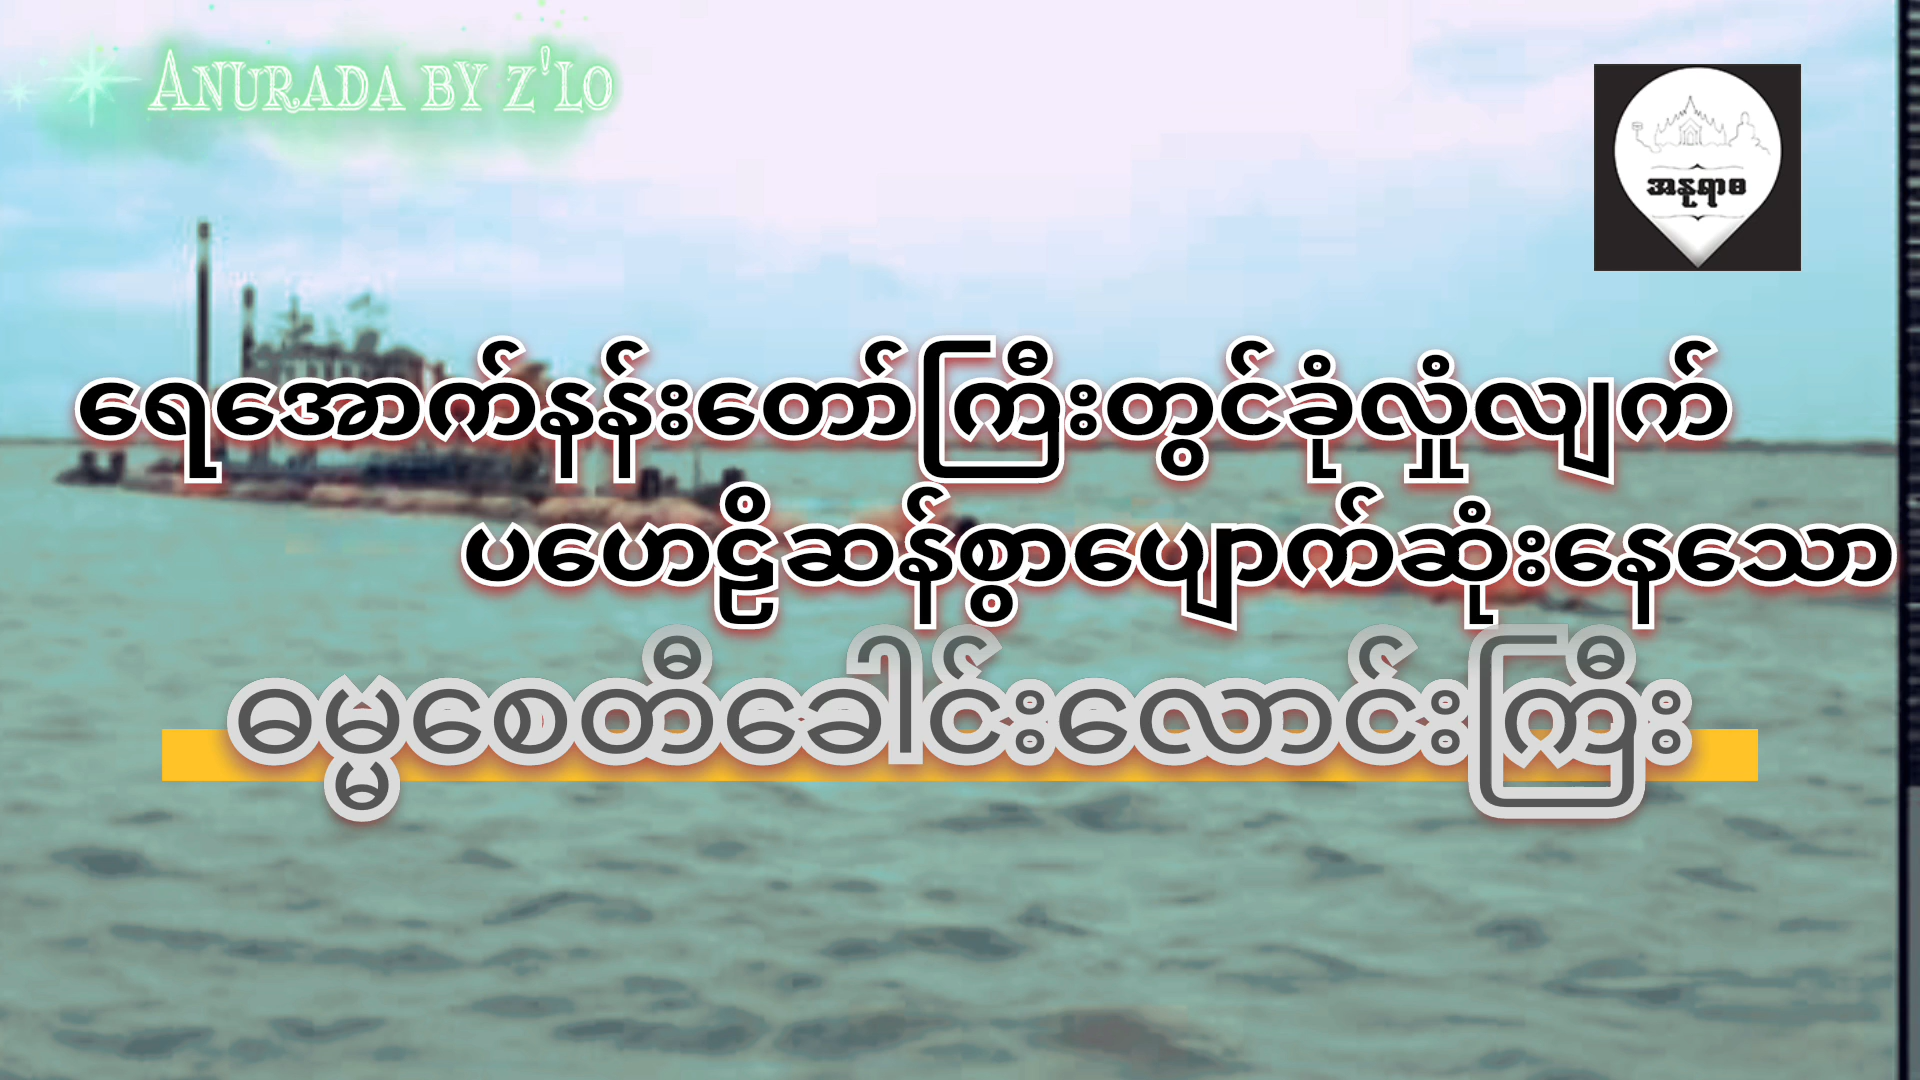 ANURADA BY Z'LO
အနုရာဓ
ရေအောက်နန်းတော်ကြီးတွင်ခုံလှုံလျက်
ပဟေဠိဆန်စွာပျောက်ဆုံးနေသော
ဓမ္မစေတီခေါင်းလောင်းကြီး